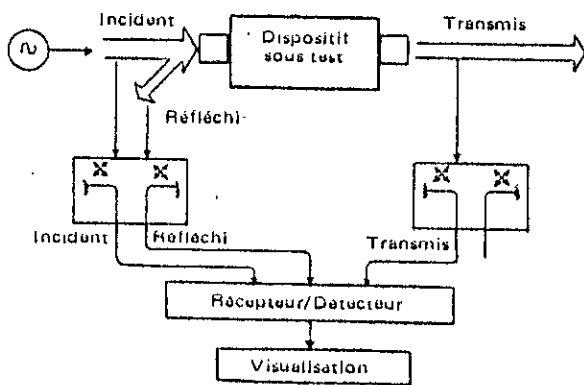 Incident
Transmis
Dispositif
sous test
Réfléchi
Incident
Réfléchi
Transmis
Récepteur/Détecteur
Visualisation